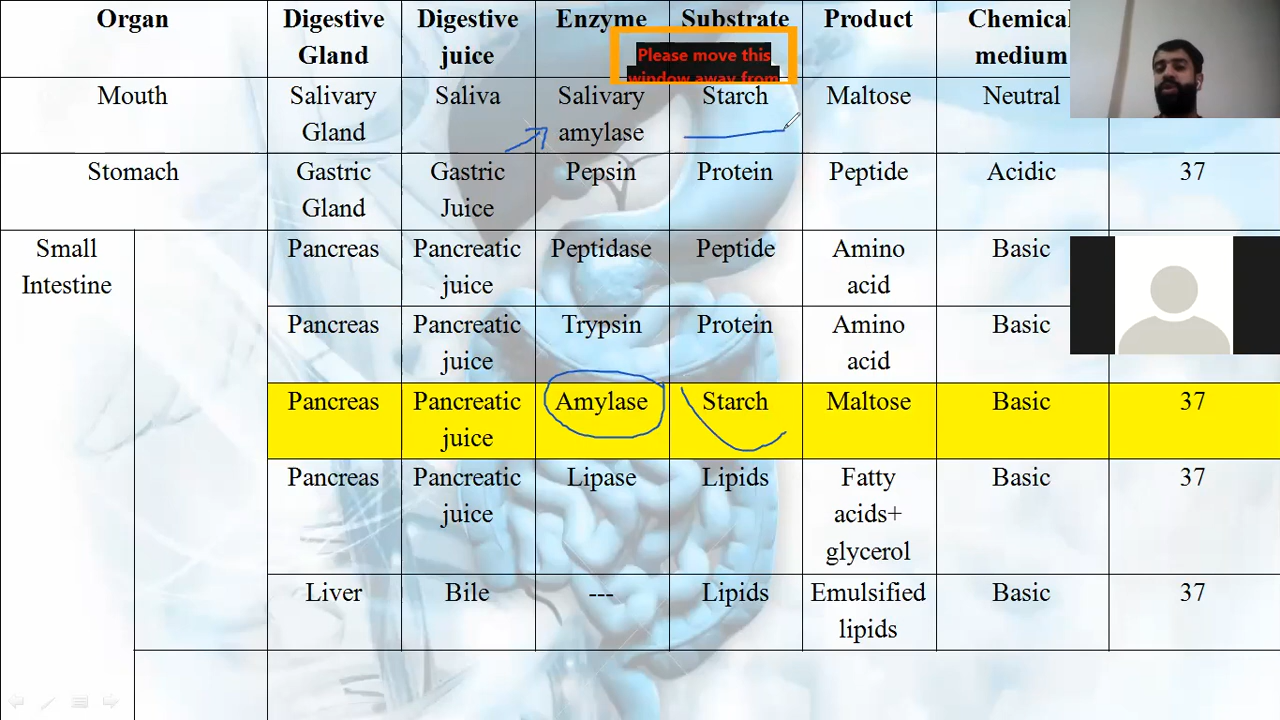 Organ Digestive Enzyme Substrate Product Chemical
Gland juice medium
Digestive
Please move this
window away from
Mouth Salivary Saliva Salivary Starch Maltose Neutral
Gland amylase
Stomach Gastric Gastric Pepsin Protein Peptide Acidic 37
Gland Juice
Small Pancreas Pancreatic Peptidase Peptide Amino Basic
Intestine juice acid
Pancreas Pancreatic Trypsin Protein Amino Basic
juice acid
Pancreas Pancreatic Amylase Starch Maltose Basic 37
juice
Pancreas Pancreatic Lipase Lipids Fatty Basic 37
juice acids+
glycerol
Liver Bile --- Lipids Emulsified Basic 37
lipids